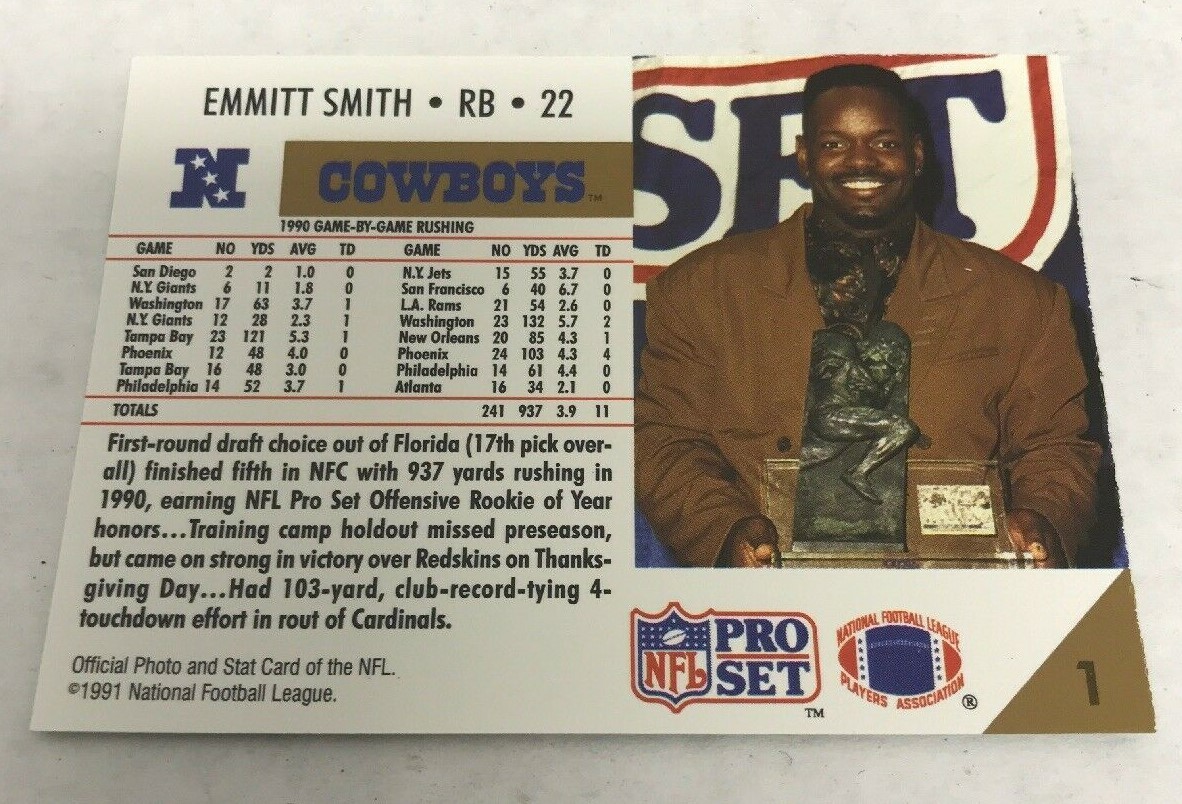 EMMITT SMITH • RB • 22
N
COWBOYS™
1990 GAME-BY-GAME RUSHING
GAME NO YDS AVG TD GAME NO YDS AVG TD
San Diego 2 2 1.0 0 N.Y. Jets 15 55 3.7 0
N.Y. Giants 6 11 1.8 0 San Francisco 6 40 6.7 0
Washington 17 63 3.7 1 L.A. Rams 21 54 2.6 0
N.Y. Giants 12 28 2.3 1 Washington 23 132 5.7 2
Tampa Bay 23 121 5.3 1 New Orleans 20 85 4.3 1
Phoenix 12 48 4.0 0 Phoenix 24 103 4.3 4
Tampa Bay 16 48 3.0 0 Philadelphia 14 61 4.4 0
Philadelphia 14 52 3.7 1 Atlanta 16 34 2.1 0
TOTALS 241 937 3.9 11
First-round draft choice out of Florida (17th pick over-
all) finished fifth in NFC with 937 yards rushing in
1990, earning NFL Pro Set Offensive Rookie of Year
honors...Training camp holdout missed preseason,
but came on strong in victory over Redskins on Thanks-
giving Day...Had 103-yard, club-record-tying 4-
touchdown effort in rout of Cardinals.
Official Photo and Stat Card of the NFL.
©1991 National Football League.
SET
NFL
PRO
SET
™
NATIONAL FOOTBALL LEAGUE
PLAYERS ASSOCIATION
®
1